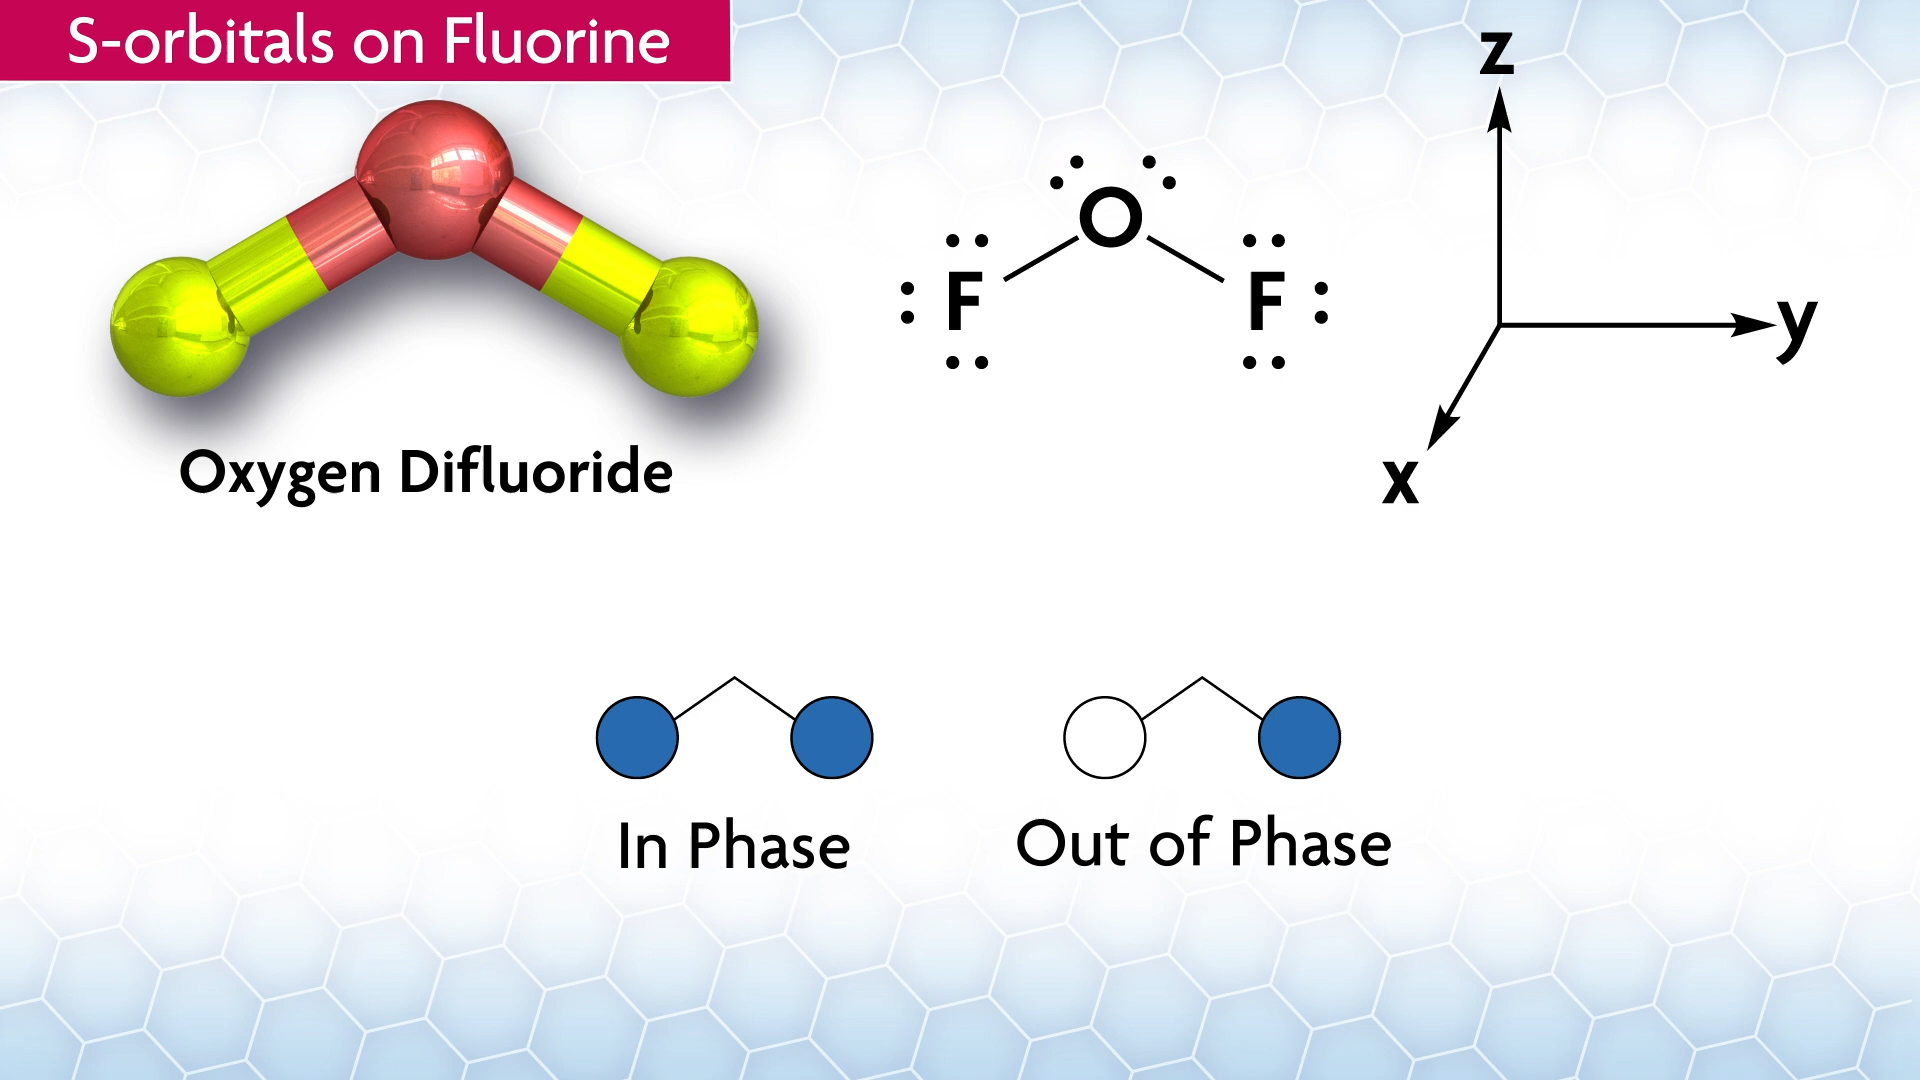 S-orbitals on Fluorine
z
O
F
F
y
x
Oxygen Difluoride
In Phase
Out of Phase